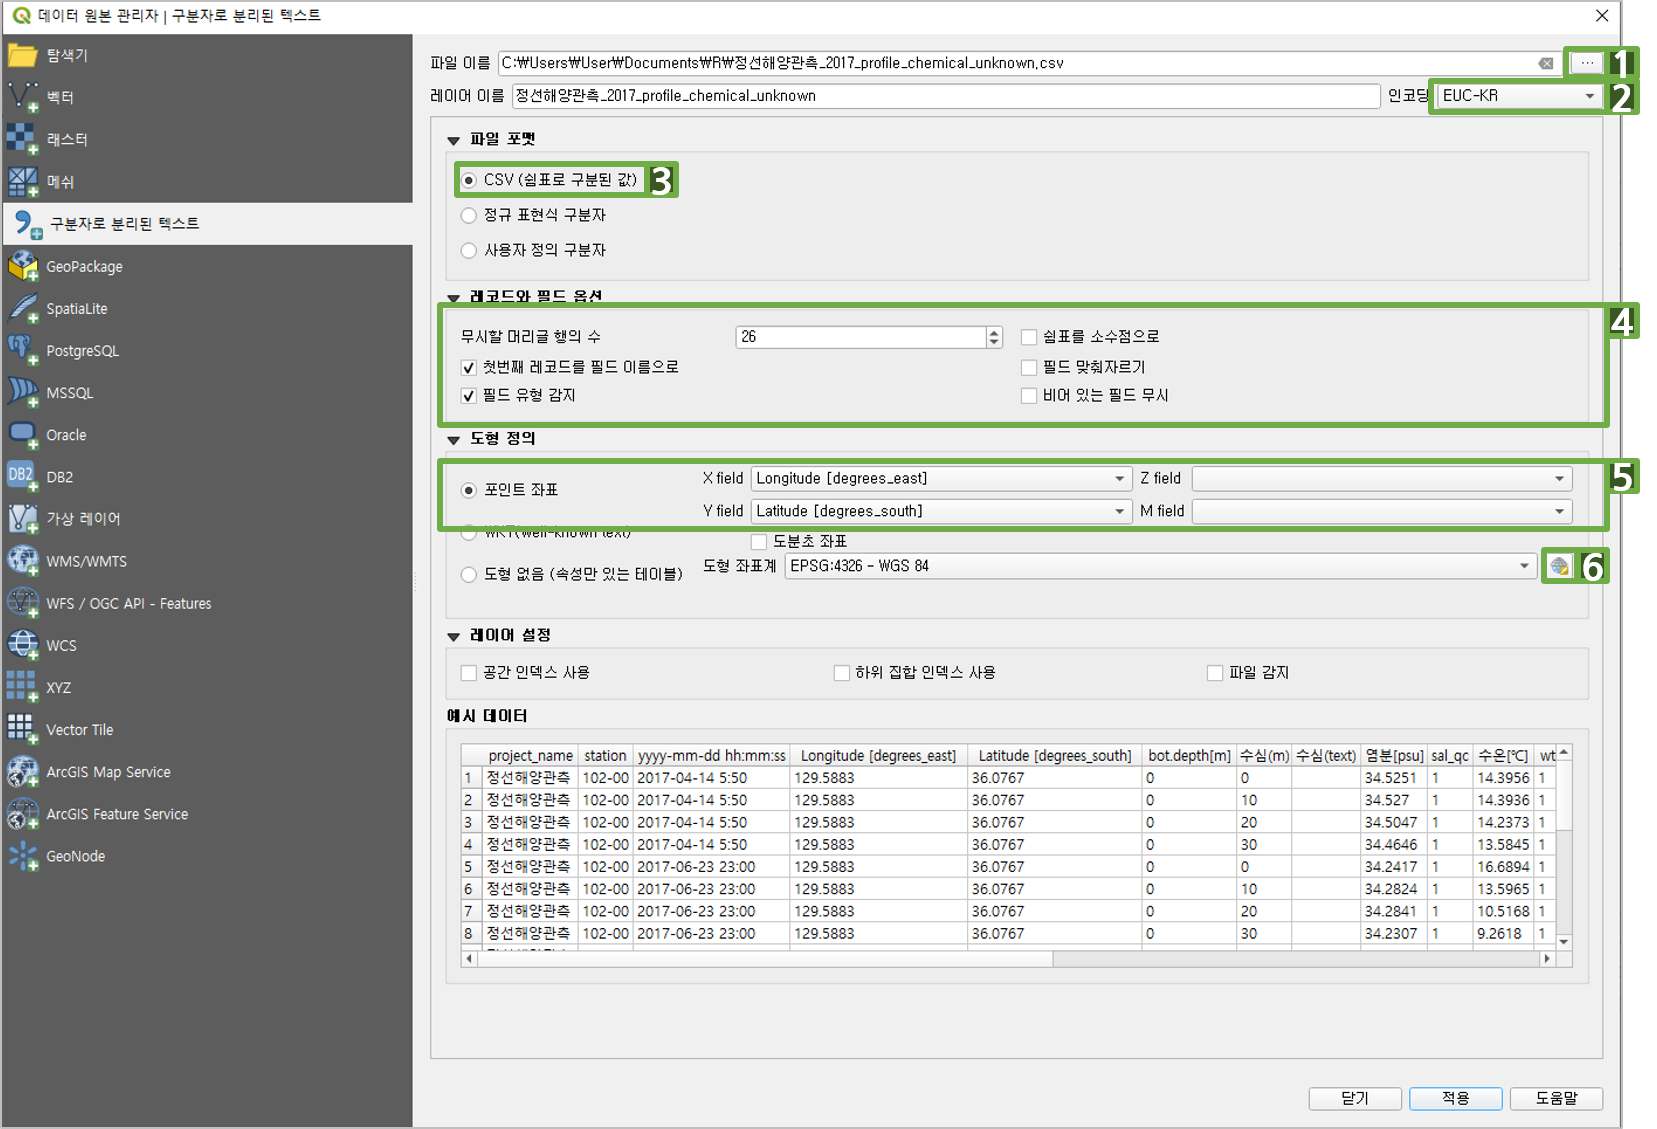 데이터 원본 관리자 | 구분자로 분리된 텍스트
탐색기
벡터
래스터
메쉬
구분자로 분리된 텍스트
GeoPackage
SpatiaLite
PostgreSQL
MSSQL
Oracle
DB2
DB2
가상 레이어
WMS/WMTS
WFS / OGC API - Features
WCS
XYZ
Vector Tile
ArcGIS Map Service
ArcGIS Feature Service
GeoNode
파일 이름 C:₩Users₩User₩Documents₩R₩정선해양관측_2017_profile_chemical_unknown.csv ... 1
레이어 이름 정선해양관측_2017_profile_chemical_unknown 인코딩 EUC-KR 2
파일 포맷
CSV (쉼표로 구분된 값) 3
정규 표현식 구분자
사용자 정의 구분자
레코드와 필드 옵션
4
무시할 머리글 행의 수 26 쉼표를 소수점으로
첫번째 레코드를 필드 이름으로 필드 맞춰자르기
필드 유형 감지 비어 있는 필드 무시
도형 정의
5
포인트 좌표 X field Longitude [degrees_east] Z field
Y field Latitude [degrees_south] M field
WKT(well-known text) 도분초 좌표
도형 없음 (속성만 있는 테이블) 도형 좌표계 EPSG:4326 - WGS 84 6
레이어 설정
공간 인덱스 사용 하위 집합 인덱스 사용 파일 감지
예시 데이터
project_name station yyyy-mm-dd hh:mm:ss Longitude [degrees_east] Latitude [degrees_south] bot.depth[m] 수심(m) 수심(text) 염분[psu] sal_qc 수온[℃] wt
1 정선해양관측 102-00 2017-04-14 5:50 129.5883 36.0767 0 0 34.5251 1 14.3956 1
2 정선해양관측 102-00 2017-04-14 5:50 129.5883 36.0767 0 10 34.527 1 14.3936 1
3 정선해양관측 102-00 2017-04-14 5:50 129.5883 36.0767 0 20 34.5047 1 14.2373 1
4 정선해양관측 102-00 2017-04-14 5:50 129.5883 36.0767 0 30 34.4646 1 13.5845 1
5 정선해양관측 102-00 2017-06-23 23:00 129.5883 36.0767 0 0 34.2417 1 16.6894 1
6 정선해양관측 102-00 2017-06-23 23:00 129.5883 36.0767 0 10 34.2824 1 13.5965 1
7 정선해양관측 102-00 2017-06-23 23:00 129.5883 36.0767 0 20 34.2841 1 10.5168 1
8 정선해양관측 102-00 2017-06-23 23:00 129.5883 36.0767 0 30 34.2307 1 9.2618 1
닫기 적용 도움말